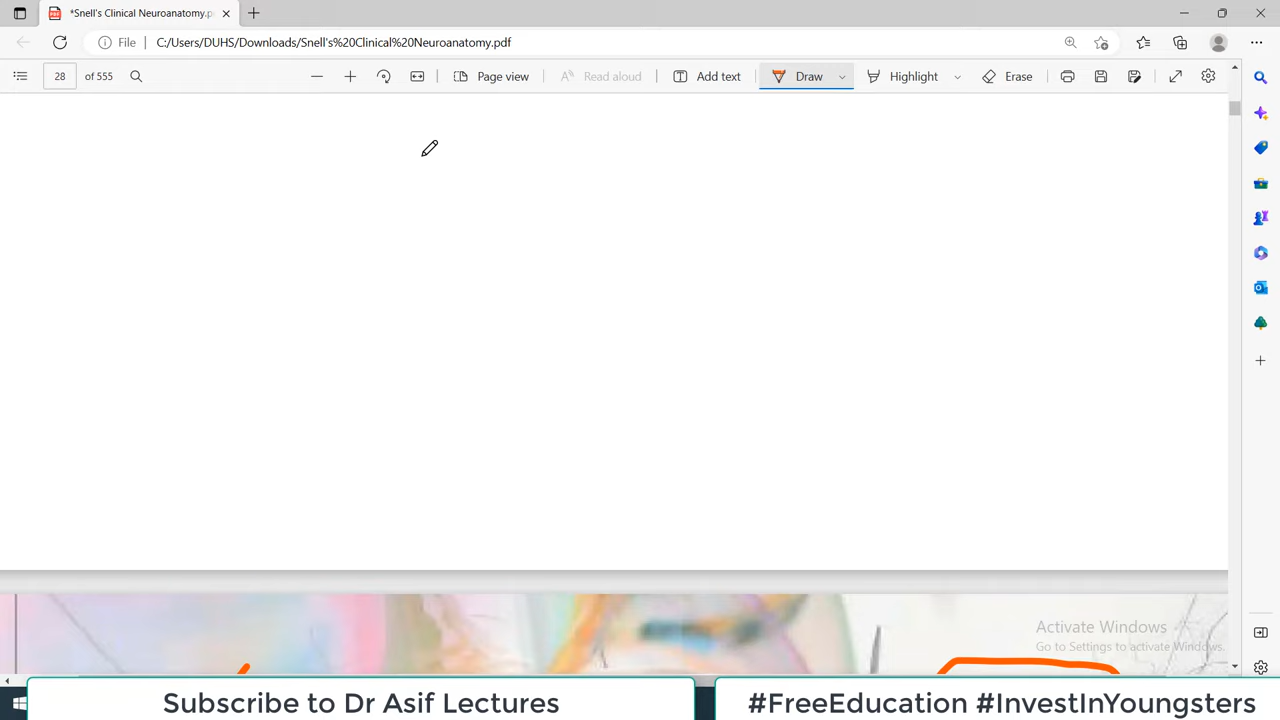 *Snell's Clinical Neuroanatomy.p
File
C:/Users/DUHS/Downloads/Snell's%20Clinical%20Neuroanatomy.pdf
28 of 555
Page view
Read aloud
Add text
Draw
Highlight
Erase
Activate Windows
Go to Settings to activate Windows.
Subscribe to Dr Asif Lectures
#FreeEducation #InvestInYoungsters